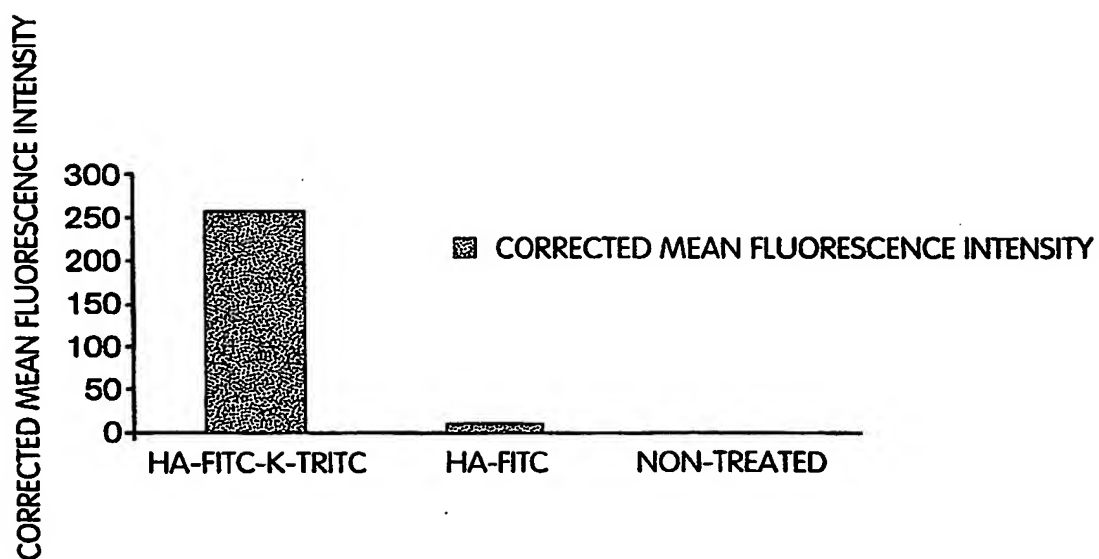 CORRECTED MEAN FLUORESCENCE INTENSITY
300
250
200
150
100
50
0
CORRECTED MEAN FLUORESCENCE INTENSITY
HA-FITC-K-TRITC HA-FITC NON-TREATED